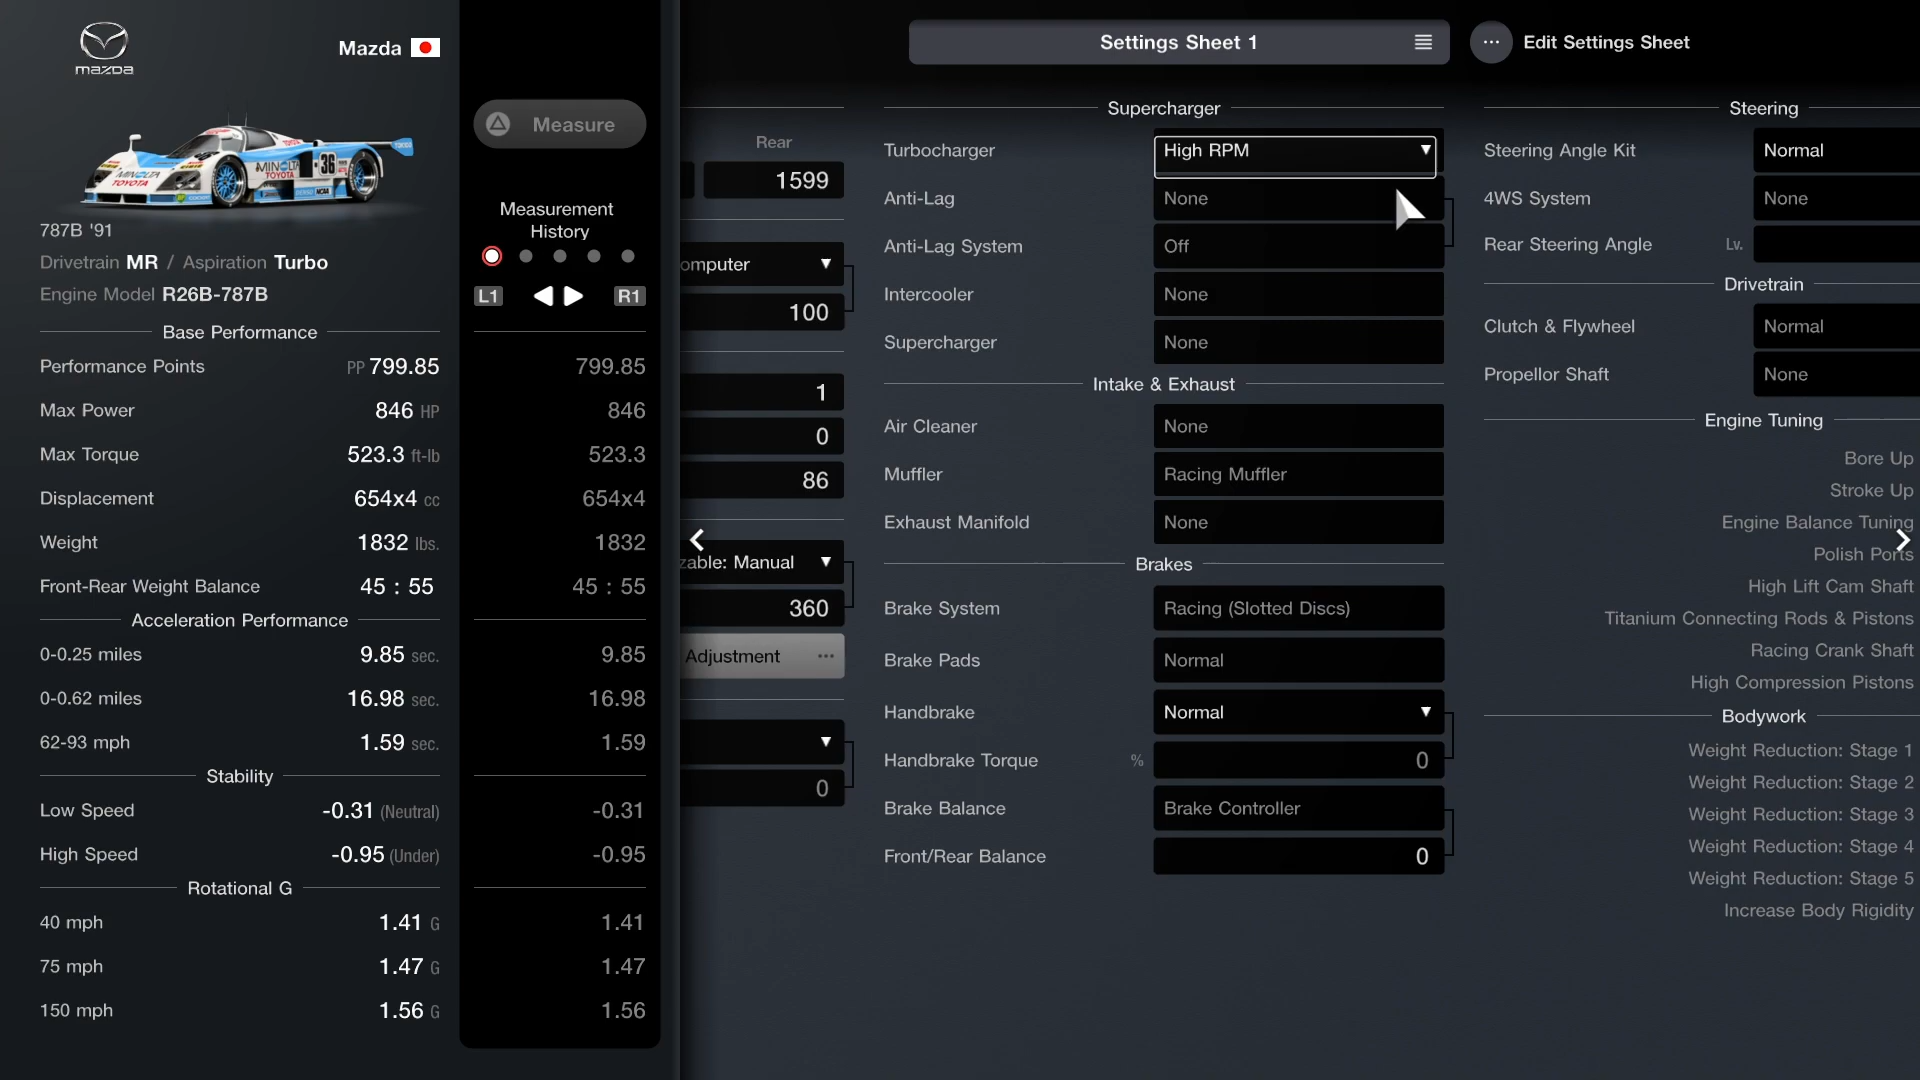 mazda
Mazda
MINOLTA
TOYOTA
MINOLTA
TOYOTA
36
787B '91
Drivetrain MR / Aspiration Turbo
Engine Model R26B-787B
Base Performance
Performance Points PP 799.85
Max Power 846 HP
Max Torque 523.3 ft-lb
Displacement 654x4 cc
Weight 1832 lbs.
Front-Rear Weight Balance 45 : 55
Acceleration Performance
0-0.25 miles 9.85 sec.
0-0.62 miles 16.98 sec.
62-93 mph 1.59 sec.
Stability
Low Speed -0.31 (Neutral)
High Speed -0.95 (Under)
Rotational G
40 mph 1.41 G
75 mph 1.47 G
150 mph 1.56 G
Measure
Measurement
History
L1 R1
799.85
846
523.3
654x4
1832
45 : 55
9.85
16.98
1.59
-0.31
-0.95
1.41
1.47
1.56
Settings Sheet 1
Edit Settings Sheet
Rear
1599
omputer
100
1
0
86
zable: Manual
360
Adjustment
0
Supercharger
Turbocharger High RPM
Anti-Lag None
Anti-Lag System Off
Intercooler None
Supercharger None
Intake & Exhaust
Air Cleaner None
Muffler Racing Muffler
Exhaust Manifold None
Brakes
Brake System Racing (Slotted Discs)
Brake Pads Normal
Handbrake Normal
Handbrake Torque % 0
Brake Balance Brake Controller
Front/Rear Balance 0
Steering
Steering Angle Kit Normal
4WS System None
Rear Steering Angle Lv.
Drivetrain
Clutch & Flywheel Normal
Propellor Shaft None
Engine Tuning
Bore Up
Stroke Up
Engine Balance Tuning
Polish Ports
High Lift Cam Shaft
Titanium Connecting Rods & Pistons
Racing Crank Shaft
High Compression Pistons
Bodywork
Weight Reduction: Stage 1
Weight Reduction: Stage 2
Weight Reduction: Stage 3
Weight Reduction: Stage 4
Weight Reduction: Stage 5
Increase Body Rigidity